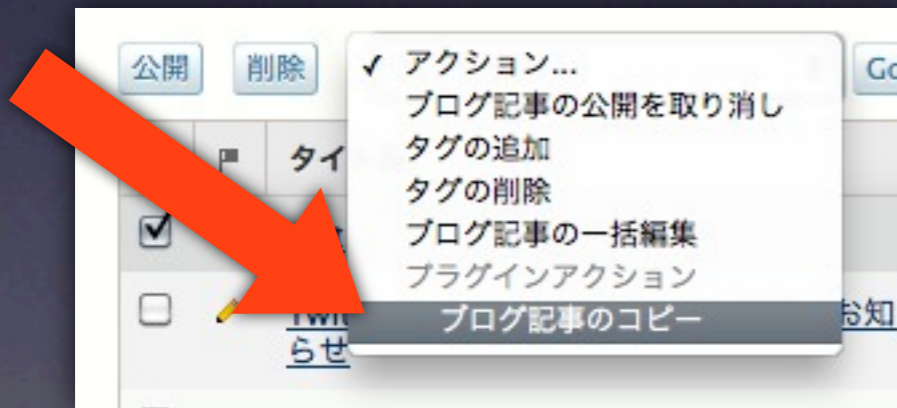 公開
削除
✓ アクション...
Go
ブログ記事の公開を取り消し
タグの追加
タイ
タグの削除
ブログ記事の一括編集
プラグインアクション
ブログ記事のコピー
お知
らせ